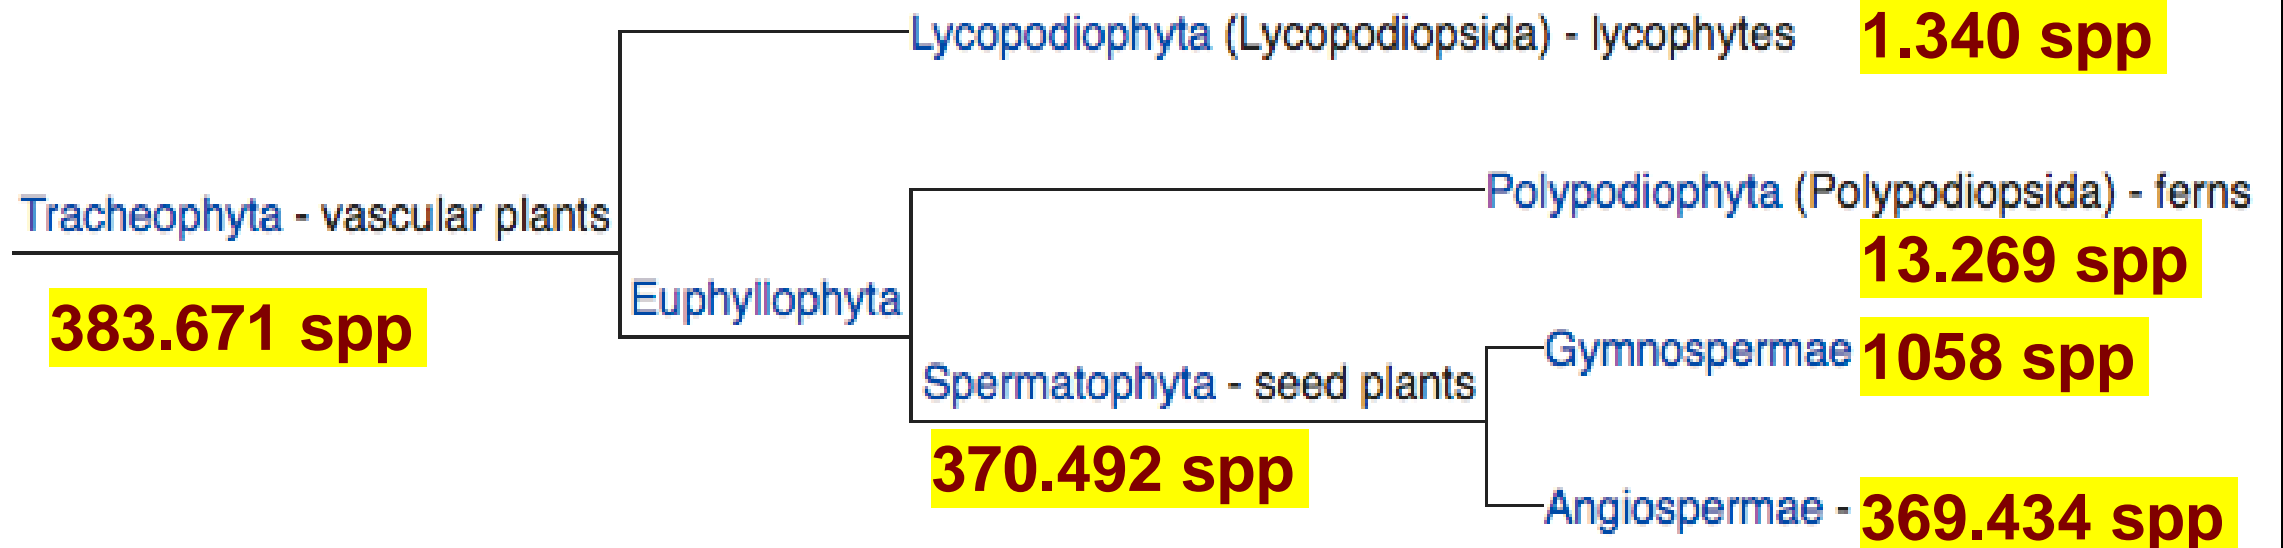 Lycopodiophyta (Lycopodiopsida) - lycophytes 1.340 spp
Polypodiophyta (Polypodiopsida) - ferns
13.269 spp
Tracheophyta - vascular plants
383.671 spp
Euphyllophyta
Gymnospermae 1058 spp
Spermatophyta - seed plants
370.492 spp
Angiospermae - 369.434 spp